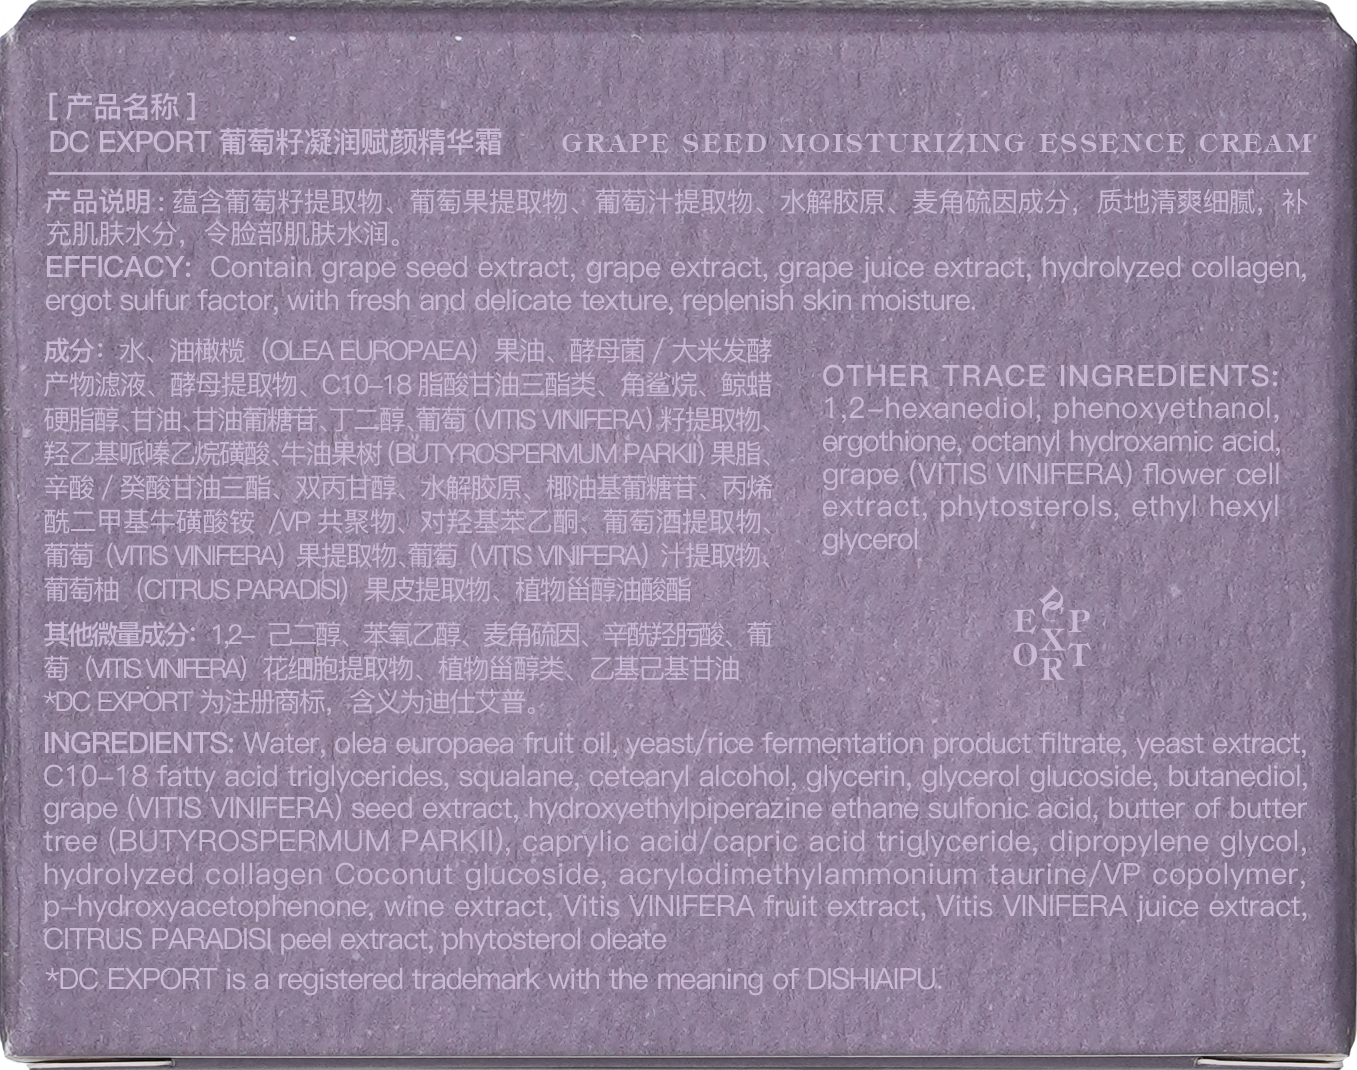 [ 产品名称 ]
DC EXPORT 葡萄籽凝润赋颜精华霜 GRAPE SEED MOISTURIZING ESSENCE CREAM
产品说明 : 蕴含葡萄籽提取物、葡萄果提取物、葡萄汁提取物、水解胶原、麦角硫因成分，质地清爽细腻，补
充肌肤水分，令脸部肌肤水润。
EFFICACY: Contain grape seed extract, grape extract, grape juice extract, hydrolyzed collagen,
ergot sulfur factor, with fresh and delicate texture, replenish skin moisture.
成分：水、油橄榄（OLEA EUROPAEA）果油、酵母菌 / 大米发酵
产物滤液、酵母提取物、C10-18 脂酸甘油三酯类、角鲨烷、鲸蜡
硬脂醇、甘油、甘油葡糖苷、丁二醇、葡萄 (VITIS VINIFERA) 籽提取物、
羟乙基哌嗪乙烷磺酸、牛油果树 (BUTYROSPERMUM PARKII) 果脂、
辛酸 / 癸酸甘油三酯、双丙甘醇、水解胶原、椰油基葡糖苷、丙烯
酰二甲基牛磺酸铵 /VP 共聚物、对羟基苯乙酮、葡萄酒提取物、
葡萄（VITIS VINIFERA）果提取物、葡萄（VITIS VINIFERA）汁提取物、
葡萄柚（CITRUS PARADISI）果皮提取物、植物甾醇油酸酯
其他微量成分：1,2- 己二醇、苯氧乙醇、麦角硫因、辛酰羟肟酸、葡
萄（VITIS VINIFERA）花细胞提取物、植物甾醇类、乙基己基甘油
*DC EXPORT 为注册商标，含义为迪仕艾普。
OTHER TRACE INGREDIENTS:
1,2-hexanediol, phenoxyethanol,
ergothione, octanyl hydroxamic acid,
grape (VITIS VINIFERA) flower cell
extract, phytosterols, ethyl hexyl
glycerol
E P
X
O T
R
INGREDIENTS: Water, olea europaea fruit oil, yeast/rice fermentation product filtrate, yeast extract,
C10-18 fatty acid triglycerides, squalane, cetearyl alcohol, glycerin, glycerol glucoside, butanediol,
grape (VITIS VINIFERA) seed extract, hydroxyethylpiperazine ethane sulfonic acid, butter of butter
tree (BUTYROSPERMUM PARKII), caprylic acid/capric acid triglyceride, dipropylene glycol,
hydrolyzed collagen Coconut glucoside, acrylodimethylammonium taurine/VP copolymer,
p-hydroxyacetophenone, wine extract, Vitis VINIFERA fruit extract, Vitis VINIFERA juice extract,
CITRUS PARADISI peel extract, phytosterol oleate
*DC EXPORT is a registered trademark with the meaning of DISHIAIPU.